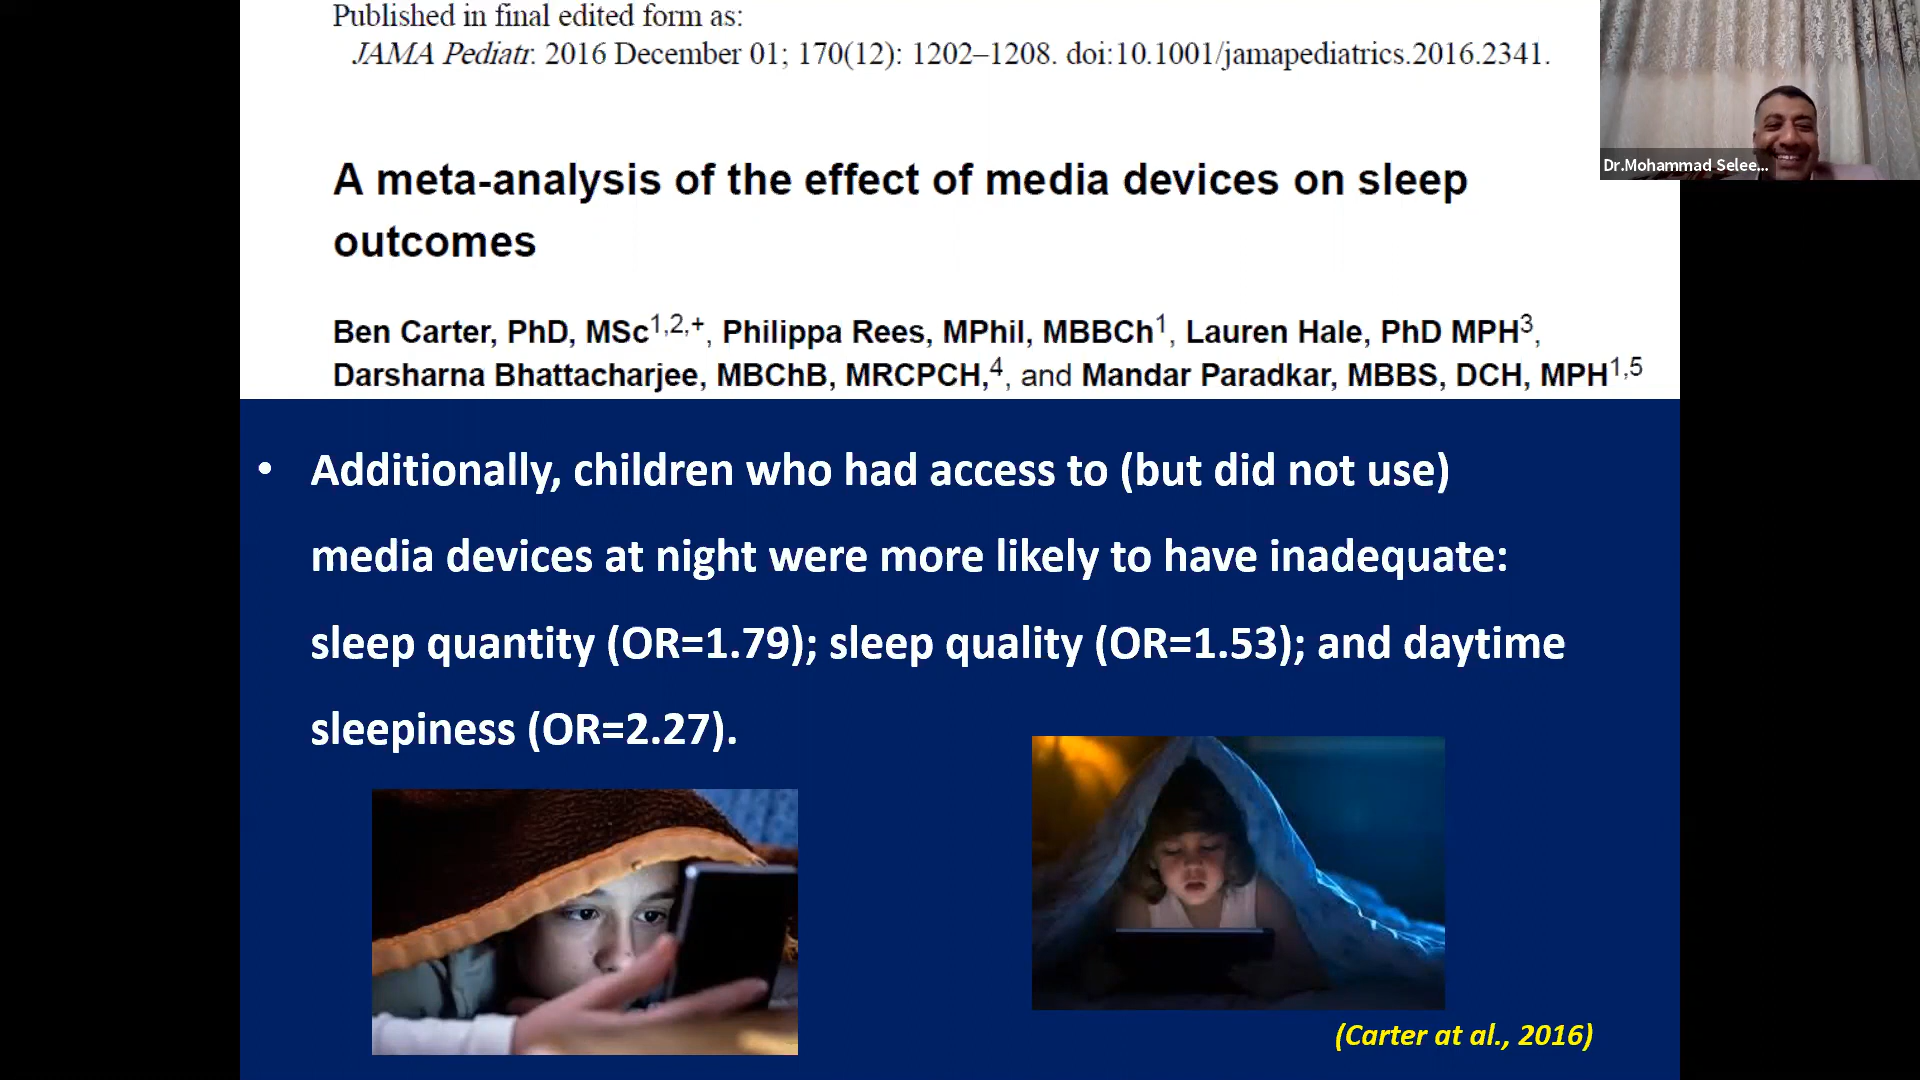 Published in final edited form as:
JAMA Pediatr. 2016 December 01; 170(12): 1202–1208. doi:10.1001/jamapediatrics.2016.2341.
Dr.Mohammad Selee...
A meta-analysis of the effect of media devices on sleep
outcomes
Ben Carter, PhD, MSc1,2,+, Philippa Rees, MPhil, MBBCh1, Lauren Hale, PhD MPH3,
Darsharna Bhattacharjee, MBChB, MRCPCH,4, and Mandar Paradkar, MBBS, DCH, MPH1,5
• Additionally, children who had access to (but did not use)
media devices at night were more likely to have inadequate:
sleep quantity (OR=1.79); sleep quality (OR=1.53); and daytime
sleepiness (OR=2.27).
(Carter at al., 2016)